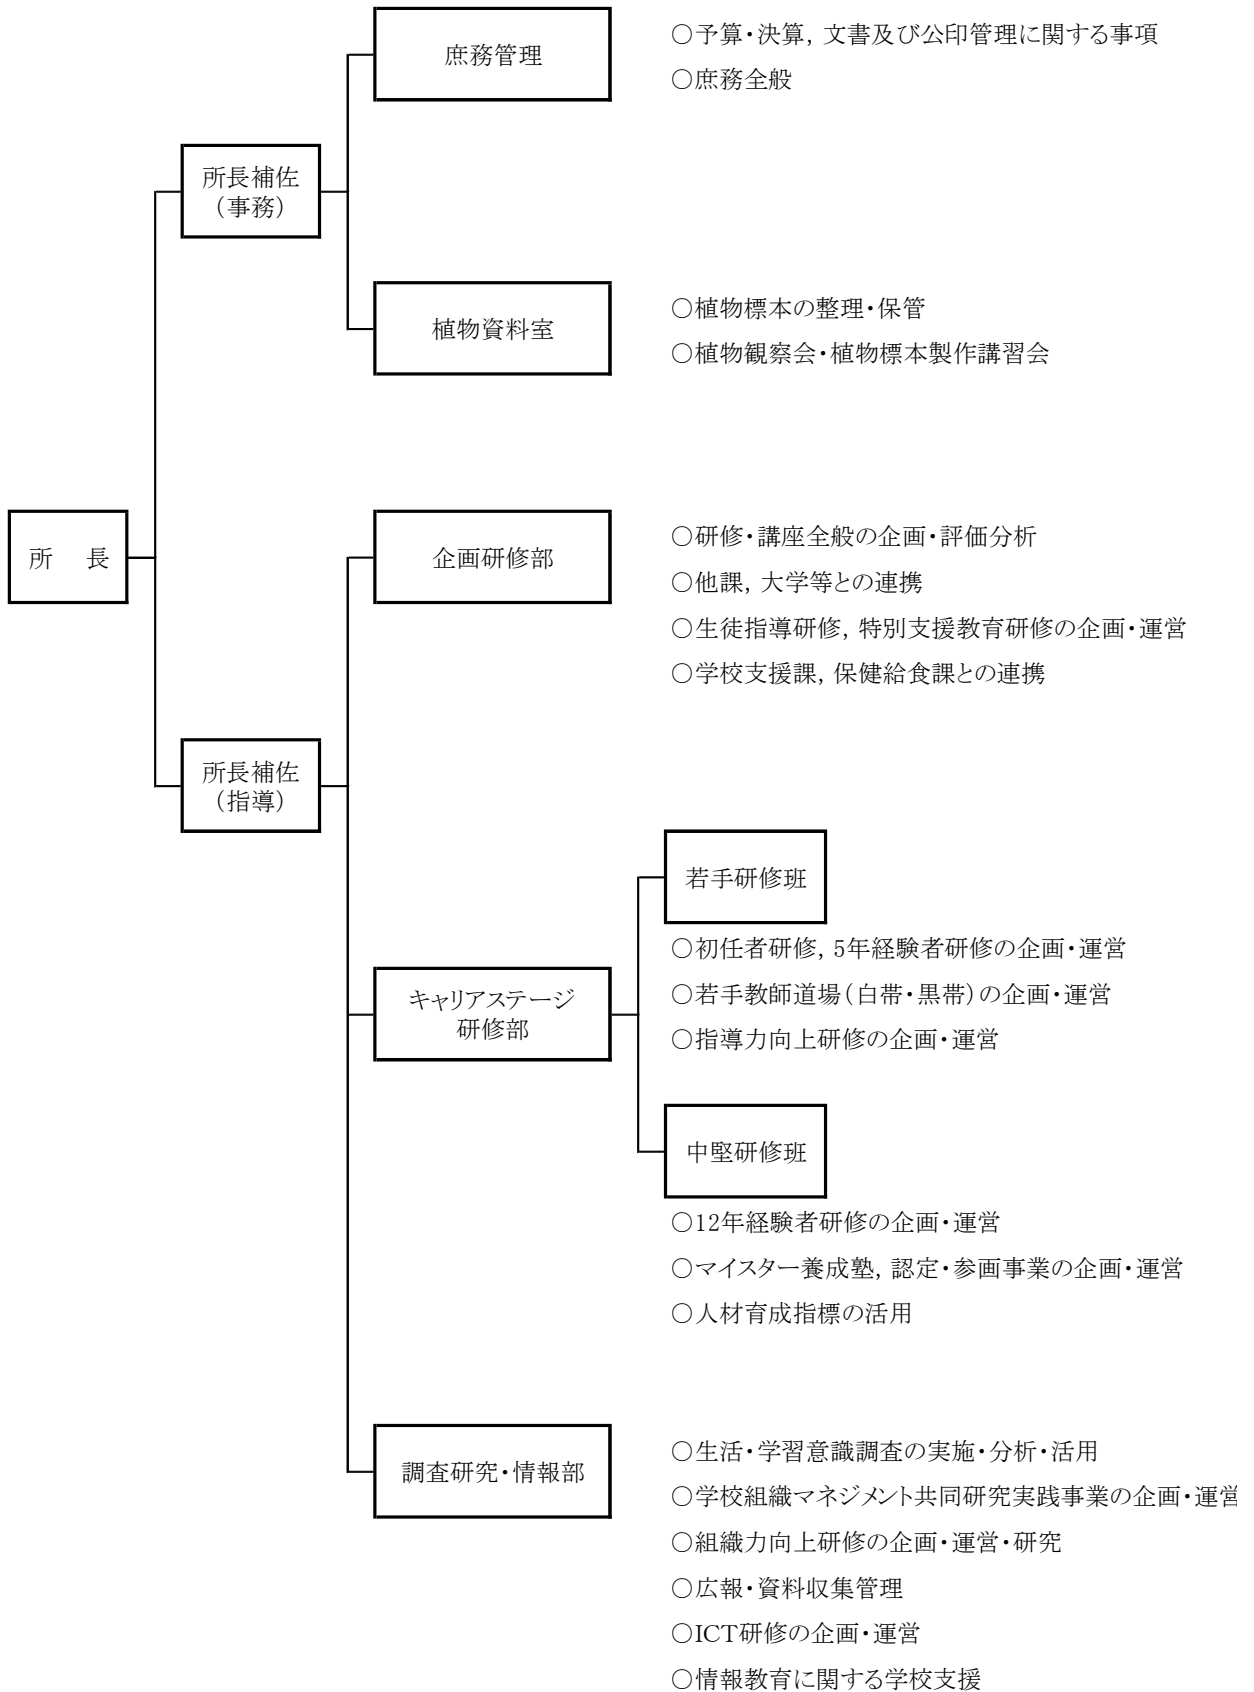 庶務管理
○予算・決算, 文書及び公印管理に関する事項
○庶務全般
所長補佐
（事務）
植物資料室
○植物標本の整理・保管
○植物観察会・植物標本製作講習会
所　長
企画研修部
○研修・講座全般の企画・評価分析
○他課, 大学等との連携
○生徒指導研修, 特別支援教育研修の企画・運営
○学校支援課, 保健給食課との連携
所長補佐
（指導）
若手研修班
○初任者研修, 5年経験者研修の企画・運営
○若手教師道場（白帯・黒帯）の企画・運営
○指導力向上研修の企画・運営
キャリアステージ
研修部
中堅研修班
○12年経験者研修の企画・運営
○マイスター養成塾, 認定・参画事業の企画・運営
○人材育成指標の活用
調査研究・情報部
○生活・学習意識調査の実施・分析・活用
○学校組織マネジメント共同研究実践事業の企画・運営
○組織力向上研修の企画・運営・研究
○広報・資料収集管理
○ICT研修の企画・運営
○情報教育に関する学校支援